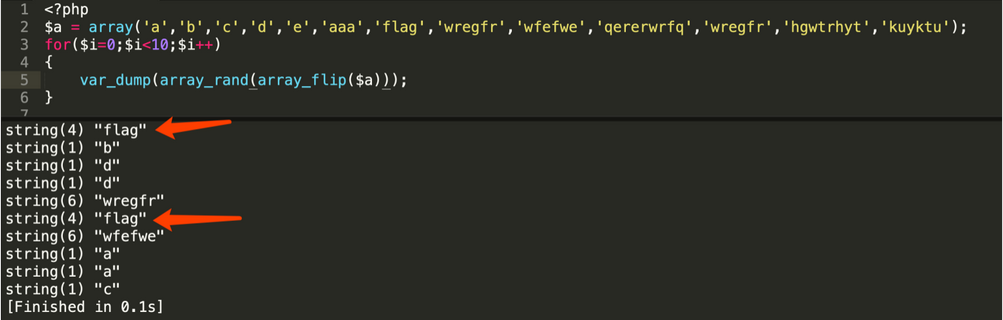 1 <?php
2 $a = array('a','b','c','d','e','aaa','flag','wregfr','wfefwe','qererwrfq','wregfr','hgwtrhyt','kuyktu');
3 for($i=0;$i<10;$i++)
4 {
5 var_dump(array_rand(array_flip($a)));
6 }
7
string(4) "flag"
string(1) "b"
string(1) "d"
string(1) "d"
string(6) "wregfr"
string(4) "flag"
string(6) "wfefwe"
string(1) "a"
string(1) "a"
string(1) "c"
[Finished in 0.1s]